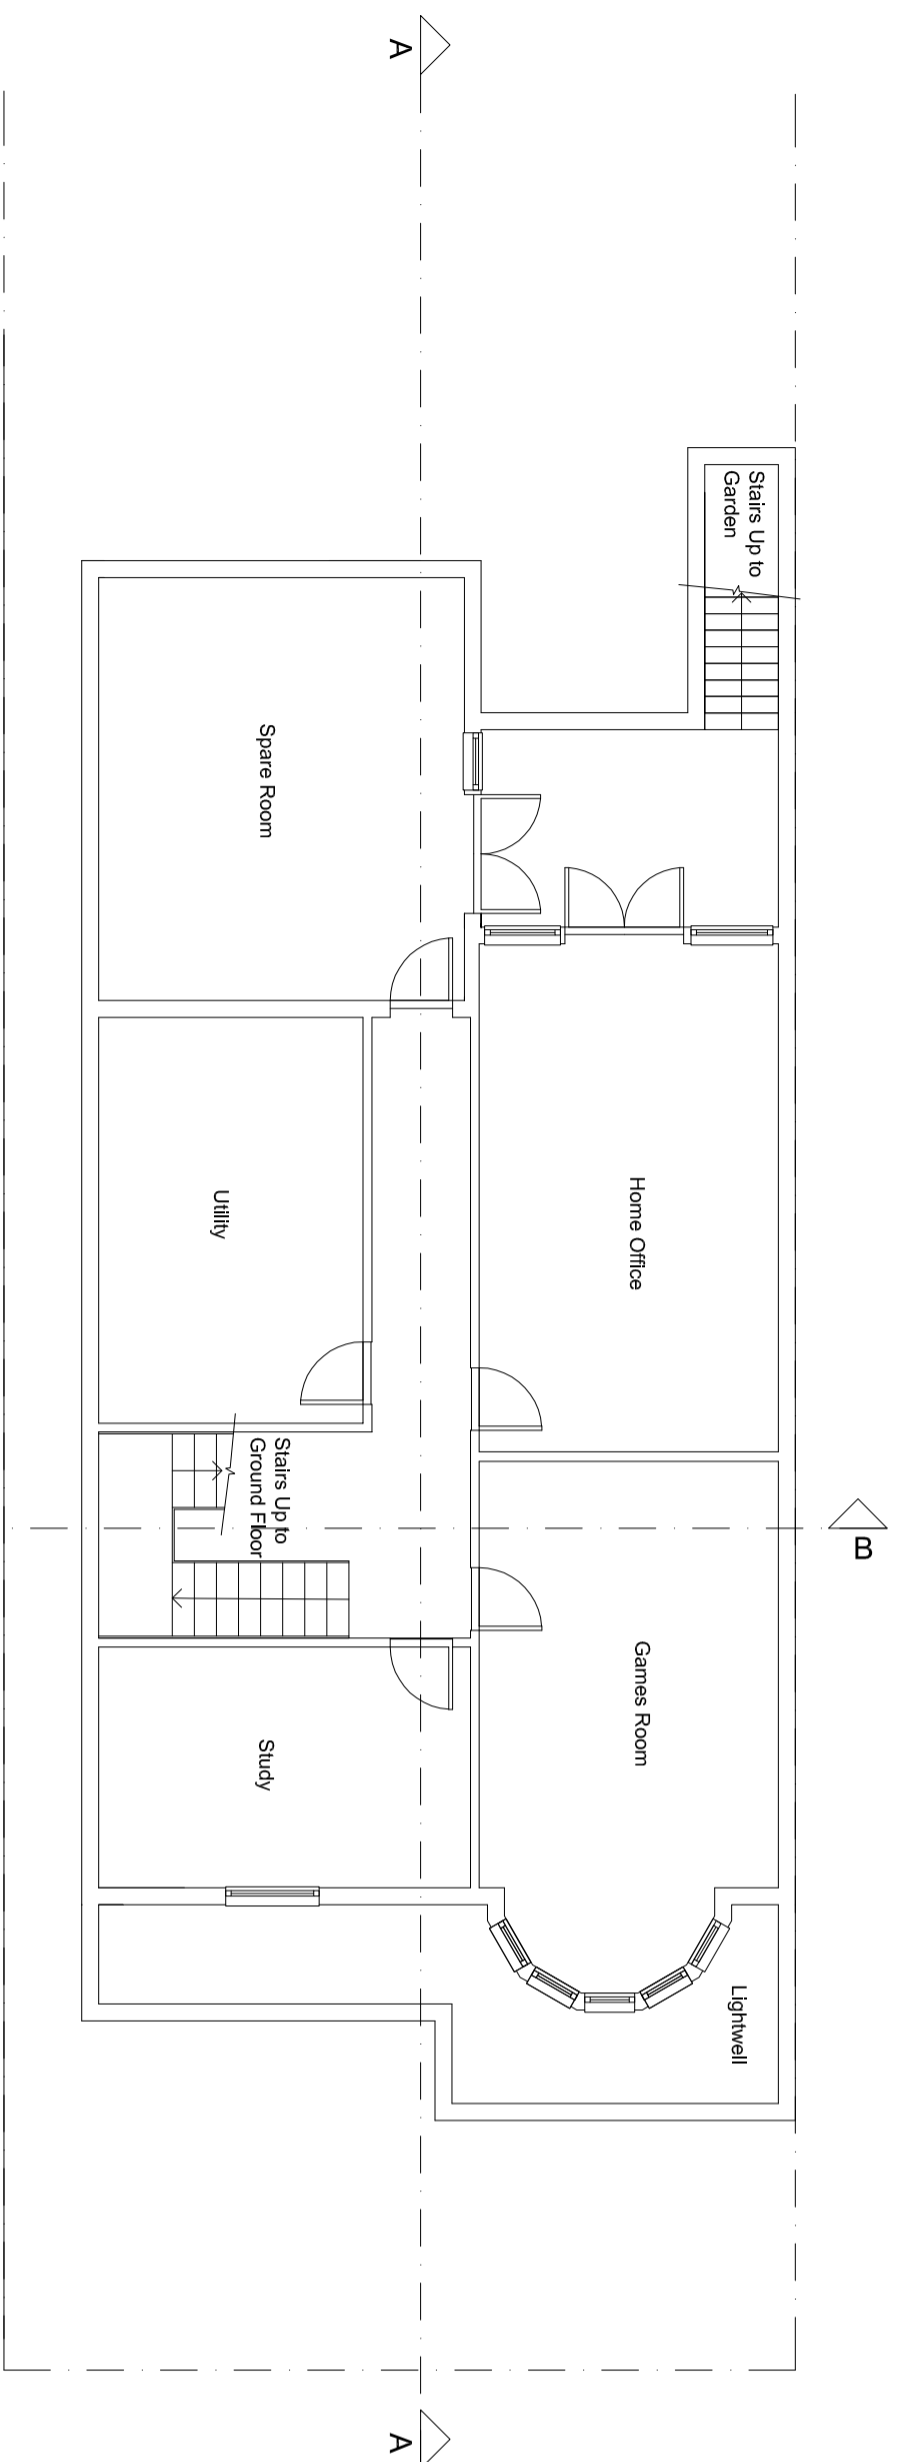 A
Stairs Up to
Garden
Spare Room
Home Office
Utility
Stairs Up to
Ground Floor
B
Games Room
Study
Lightwell
A